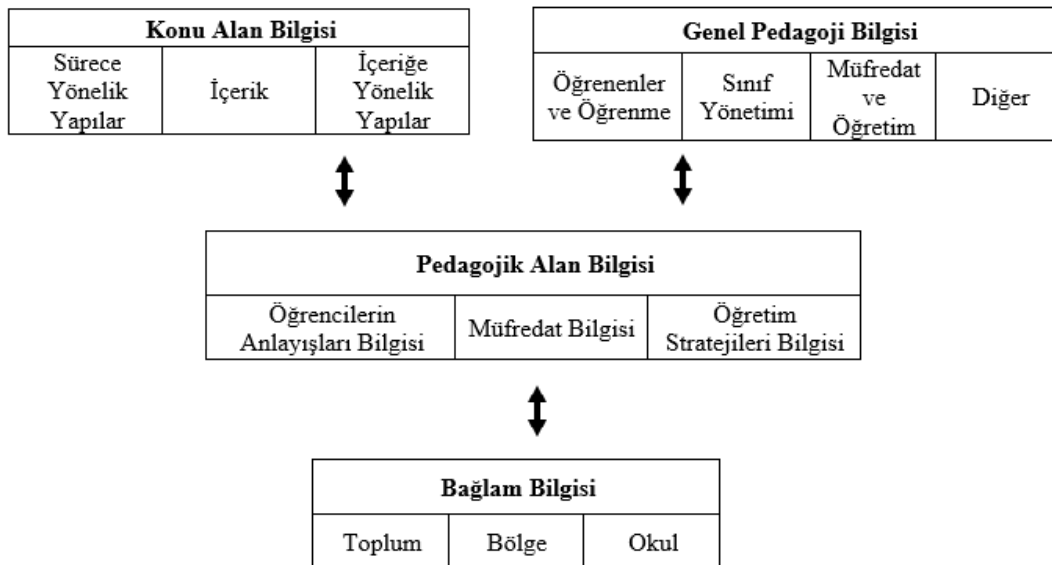 Konu Alan Bilgisi
Sürece
Yönelik
Yapılar
İçerik
İçeriğe
Yönelik
Yapılar
Genel Pedagoji Bilgisi
Öğrenenler
ve Öğrenme
Sınıf
Yönetimi
Müfredat
ve
Öğretim
Diğer
Pedagojik Alan Bilgisi
Öğrencilerin
Anlayışları Bilgisi
Müfredat Bilgisi
Öğretim
Stratejileri Bilgisi
Bağlam Bilgisi
Toplum
Bölge
Okul